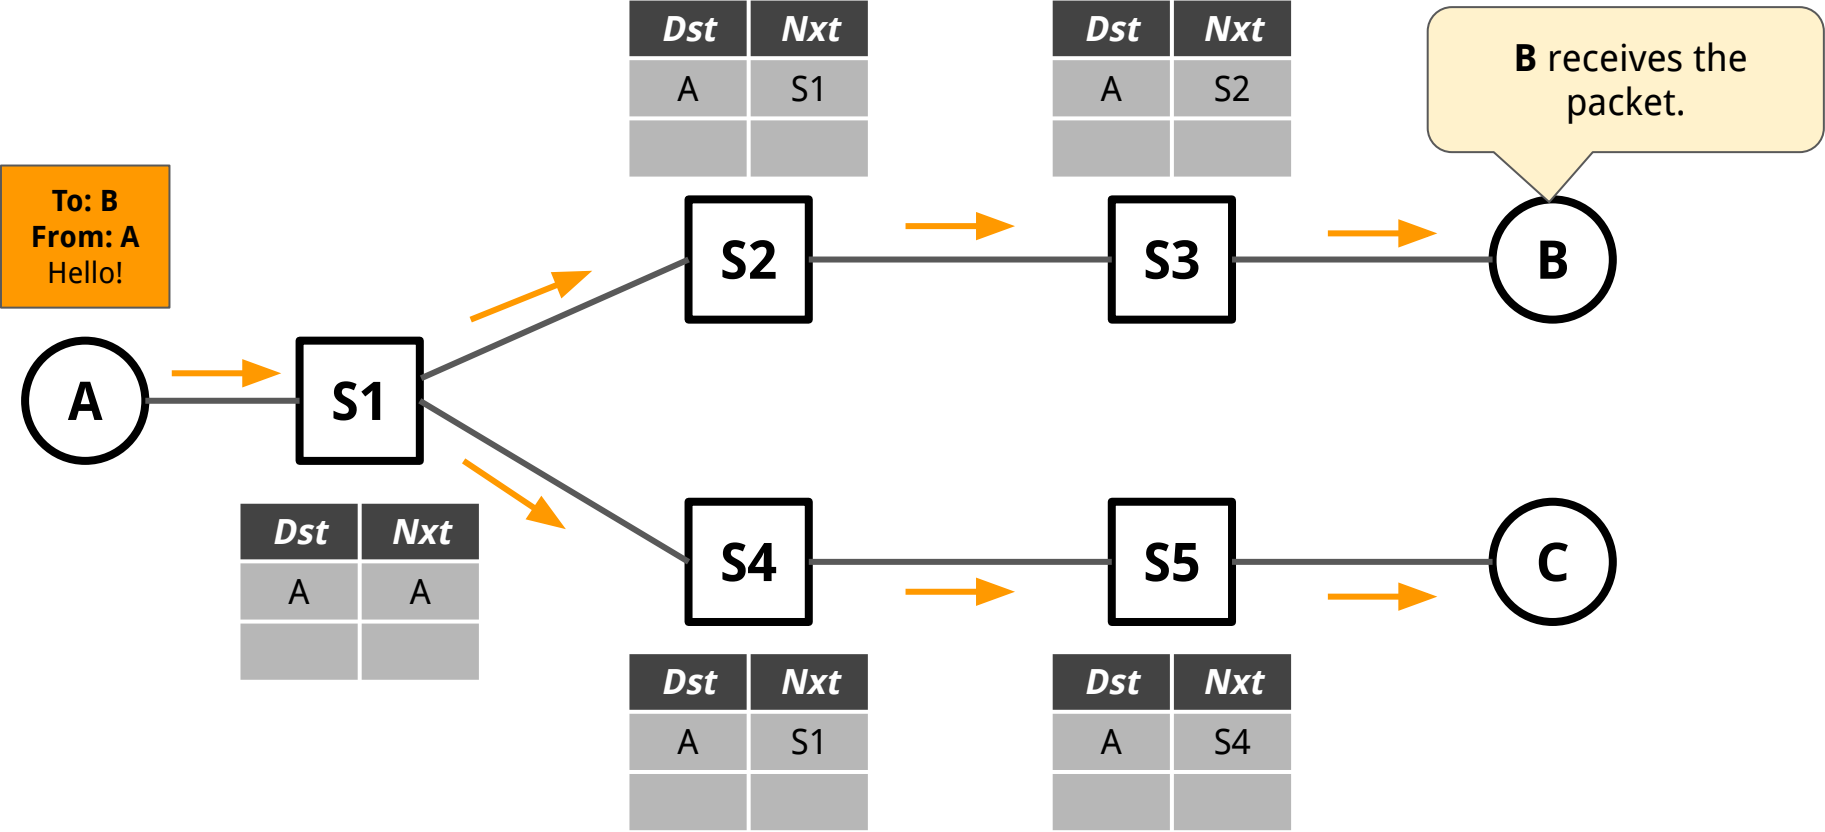 Dst Nxt
A S1
Dst Nxt
A S2
B receives the
packet.
To: B
From: A
Hello!
S2
S3
B
A
S1
Dst Nxt
A A
S4
S5
C
Dst Nxt
A S1
Dst Nxt
A S4